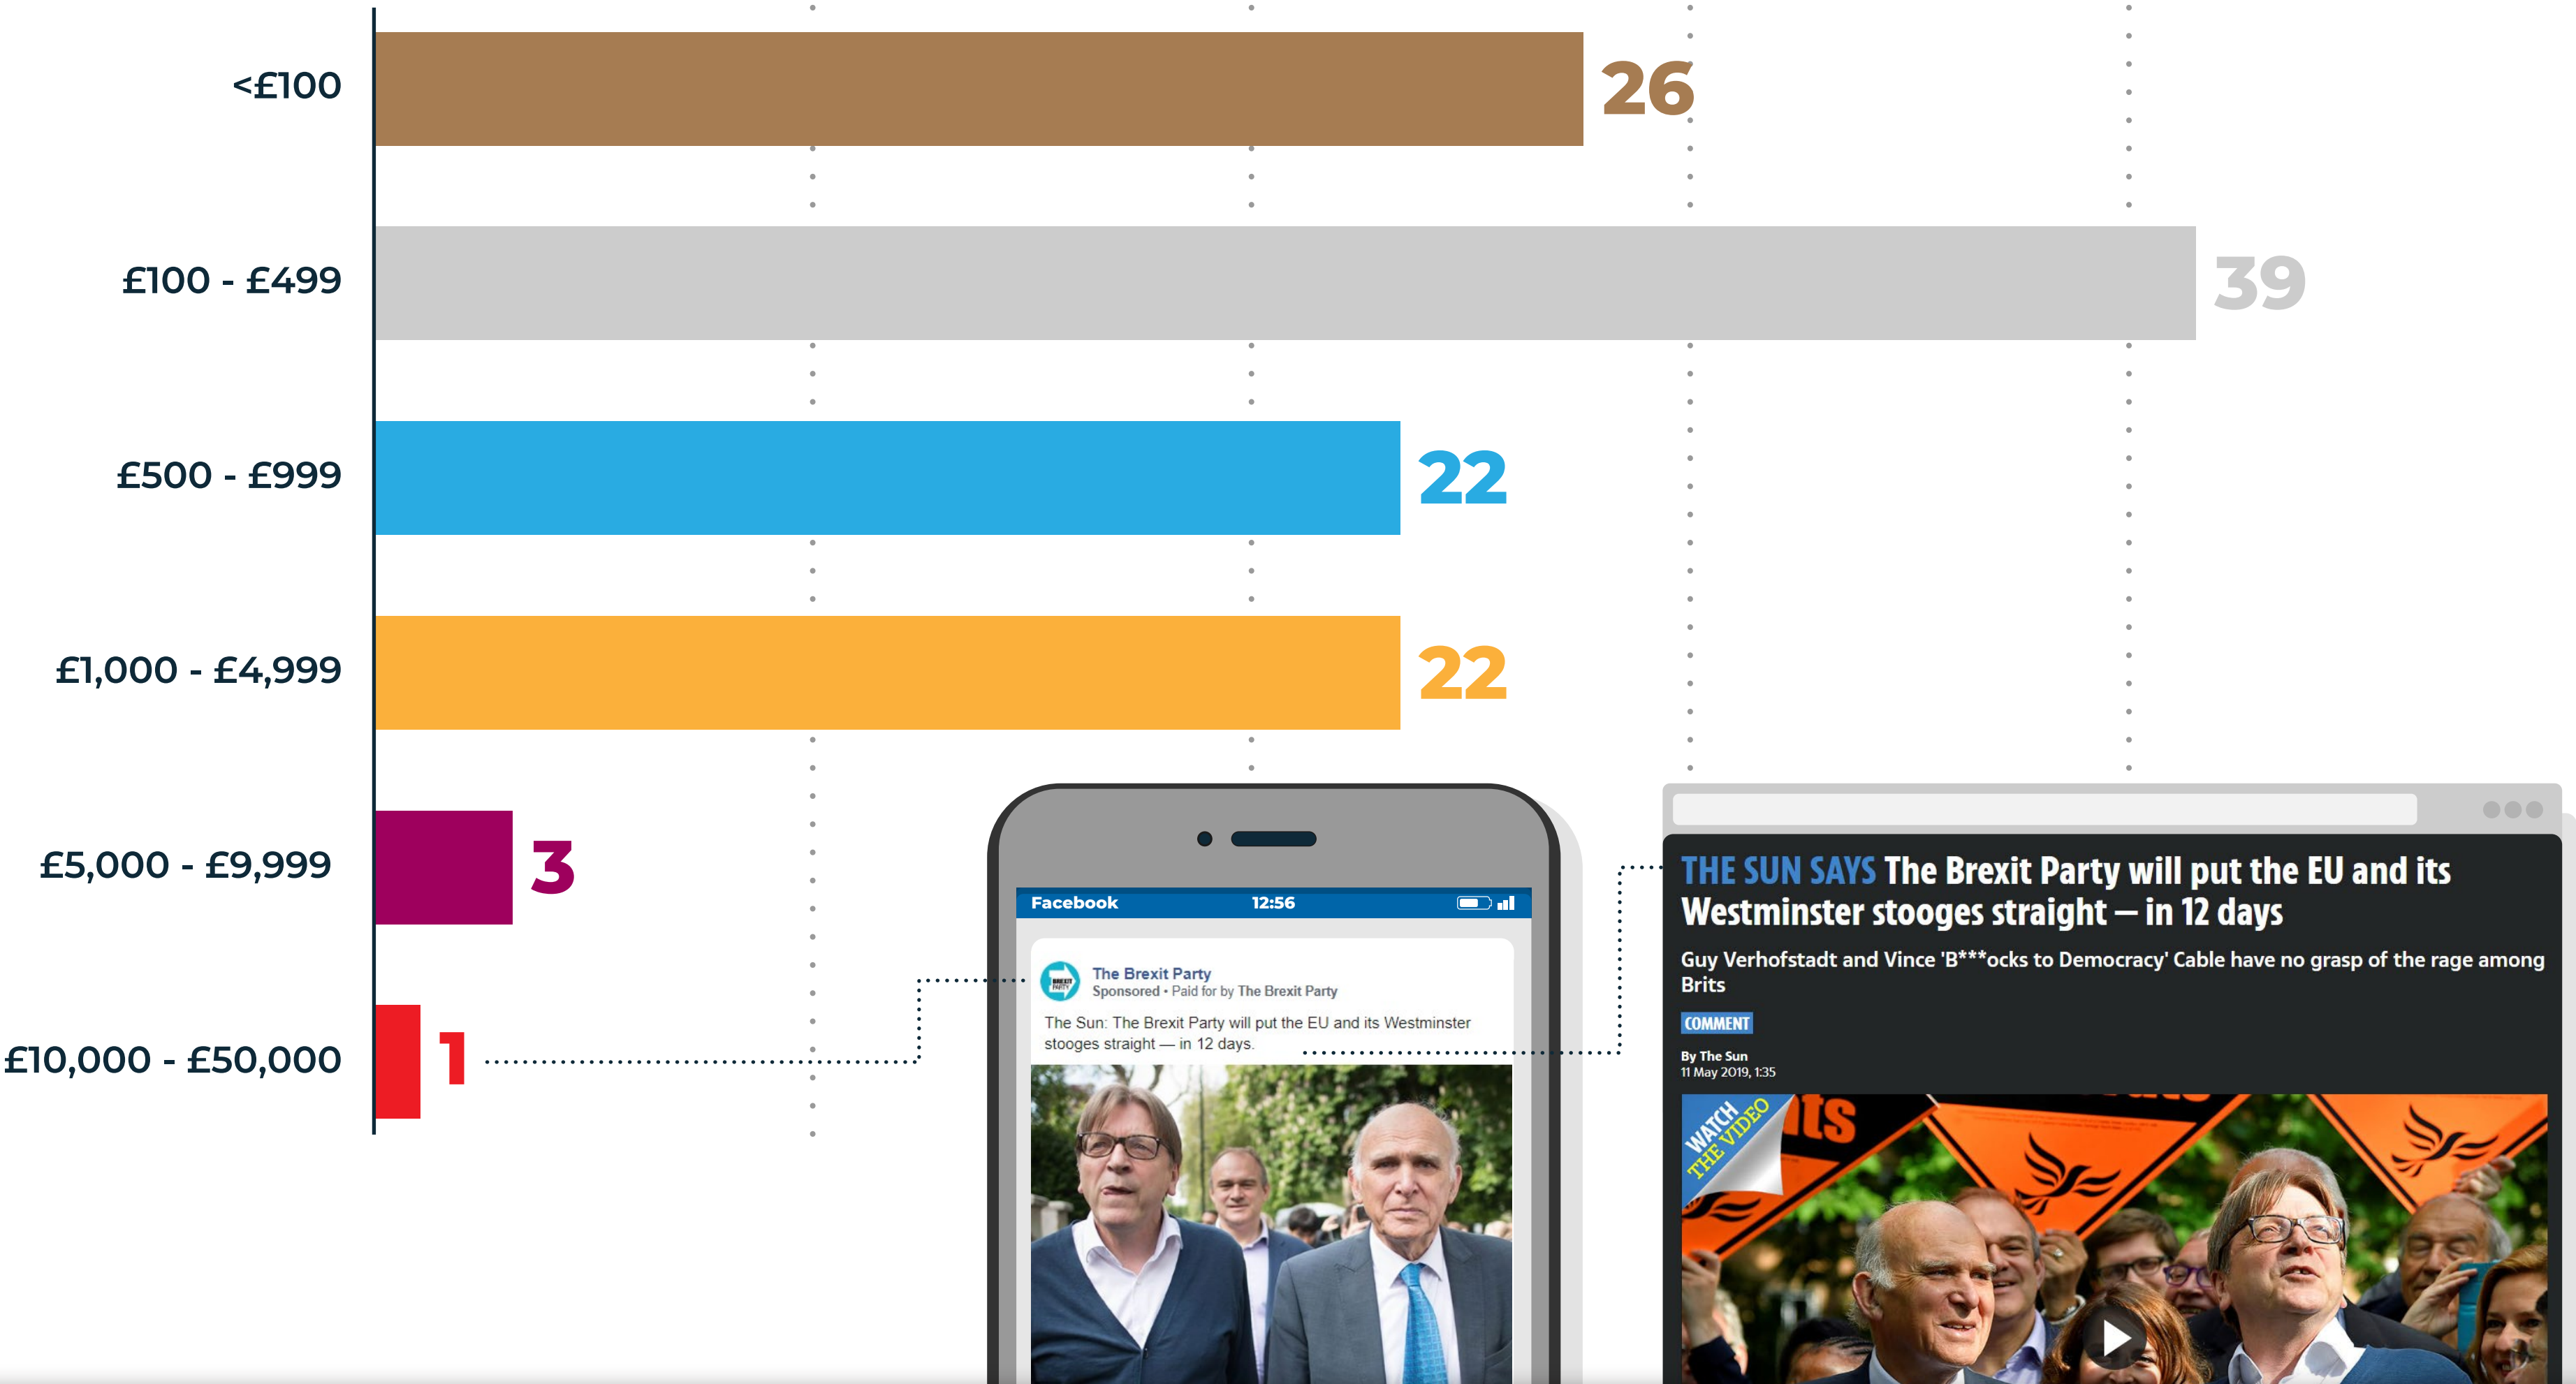 <£100
26
£100 - £499
39
£500 - £999
22
£1,000 - £4,999
22
£5,000 - £9,999
3
£10,000 - £50,000
1
Facebook
12:56
BREXIT
PARTY
The Brexit Party
Sponsored • Paid for by The Brexit Party
The Sun: The Brexit Party will put the EU and its Westminster
stooges straight — in 12 days.
THE SUN SAYS The Brexit Party will put the EU and its
Westminster stooges straight – in 12 days
Guy Verhofstadt and Vince 'B***ocks to Democracy' Cable have no grasp of the rage among
Brits
COMMENT
By The Sun
11 May 2019, 1:35
WATCH
THE VIDEO
ts